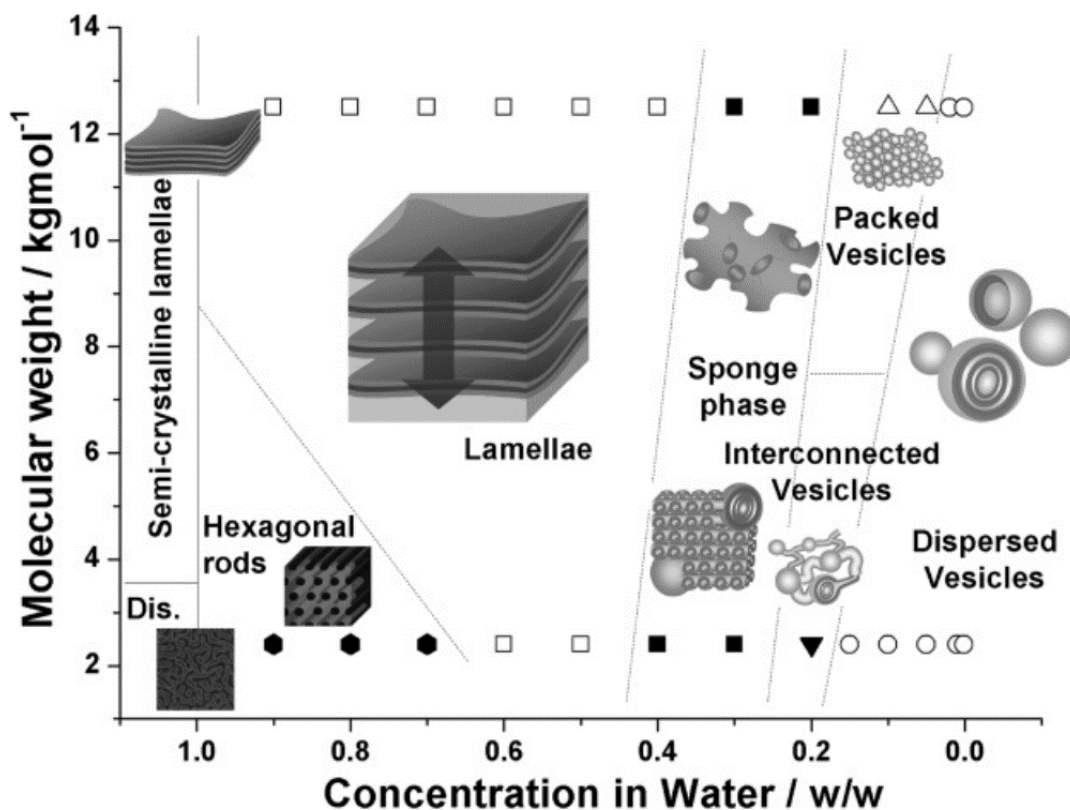 Molecular weight / kgmol⁻¹
14
12
10
8
6
4
2
Semi-crystalline lamellae
Dis.
Hexagonal
rods
Lamellae
Packed
Vesicles
Sponge
phase
Interconnected
Vesicles
Dispersed
Vesicles
1.0
0.8
0.6
0.4
0.2
0.0
Concentration in Water / w/w